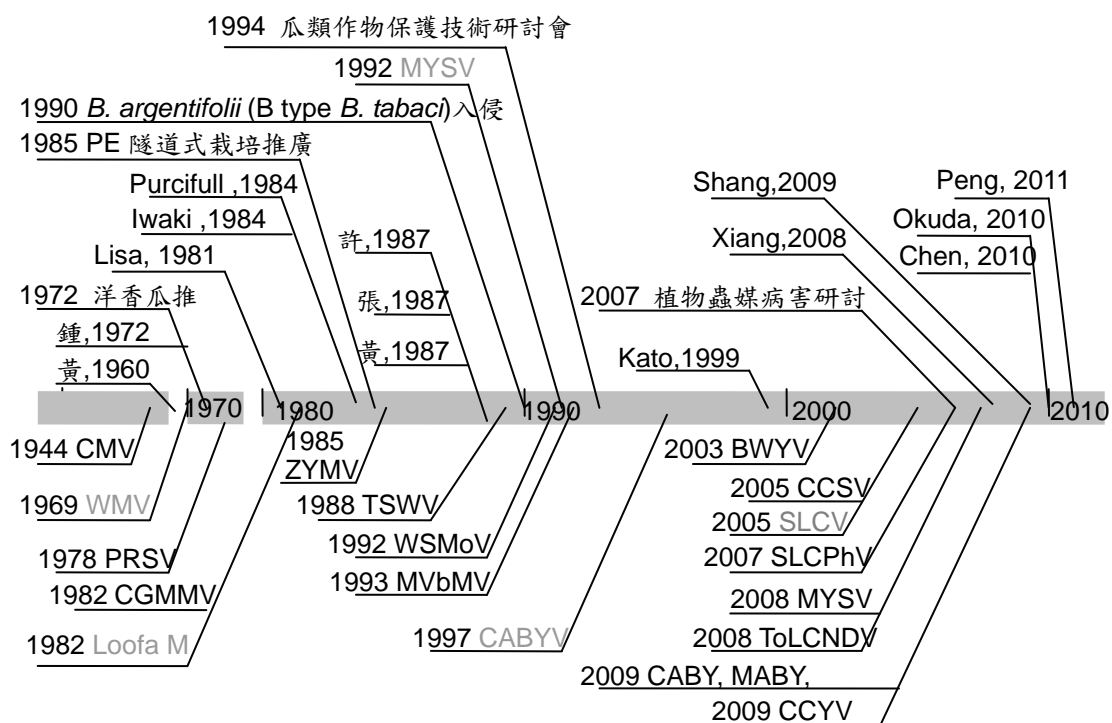 1994 瓜類作物保護技術研討會
1992 MYSV
1990 B. argentifolii (B type B. tabaci)入侵
1985 PE 隧道式栽培推廣
Purcifull ,1984
Iwaki ,1984
Lisa, 1981
1972 洋香瓜推
鍾,1972
黃,1960
許,1987
張,1987
黃,1987
Shang,2009
Xiang,2008
2007 植物蟲媒病害研討
Kato,1999
Peng, 2011
Okuda, 2010
Chen, 2010
1970
1980
1990
2000
2010
1944 CMV
1969 WMV
1978 PRSV
1982 CGMMV
1982 Loofa M
1985
ZYMV
1988 TSWV
1992 WSMoV
1993 MVbMV
1997 CABYV
2003 BWYV
2005 CCSV
2005 SLCV
2007 SLCPhV
2008 MYSV
2008 ToLCNDV
2009 CABY, MABY,
2009 CCYV